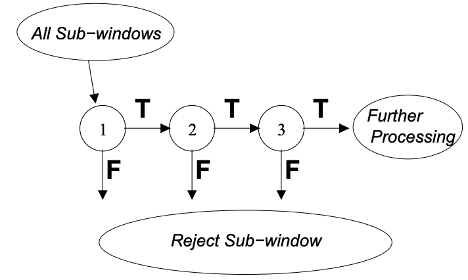 All Sub−windows
T T T
1 2 3
Further
Processing
F F F
Reject Sub−window